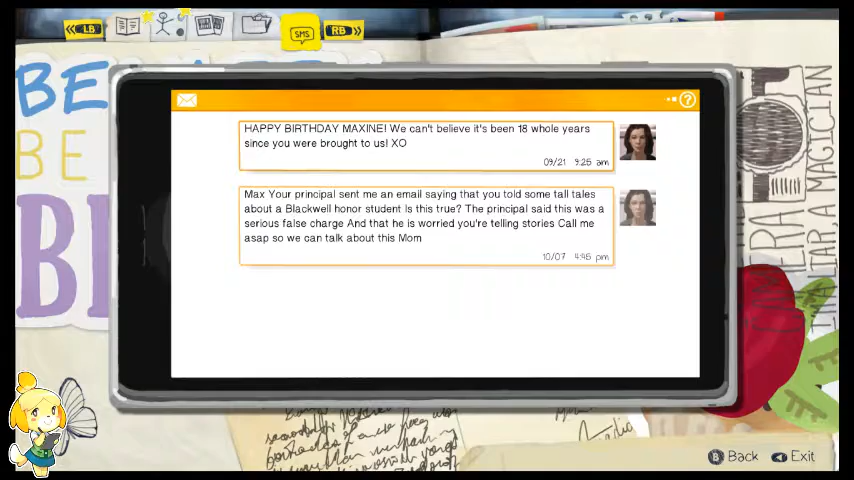 LB
SMS
RB
HAPPY BIRTHDAY MAXINE! We can't believe it's been 18 whole years
since you were brought to us! XO
09/21 9:25 am
Max Your principal sent me an email saying that you told some tall tales
about a Blackwell honor student Is this true? The principal said this was a
serious false charge And that he is worried you're telling stories Call me
asap so we can talk about this Mom
10/07 4:45 pm
?
BE
BE
A LIAR, A MAGICIAN
B Back
Exit